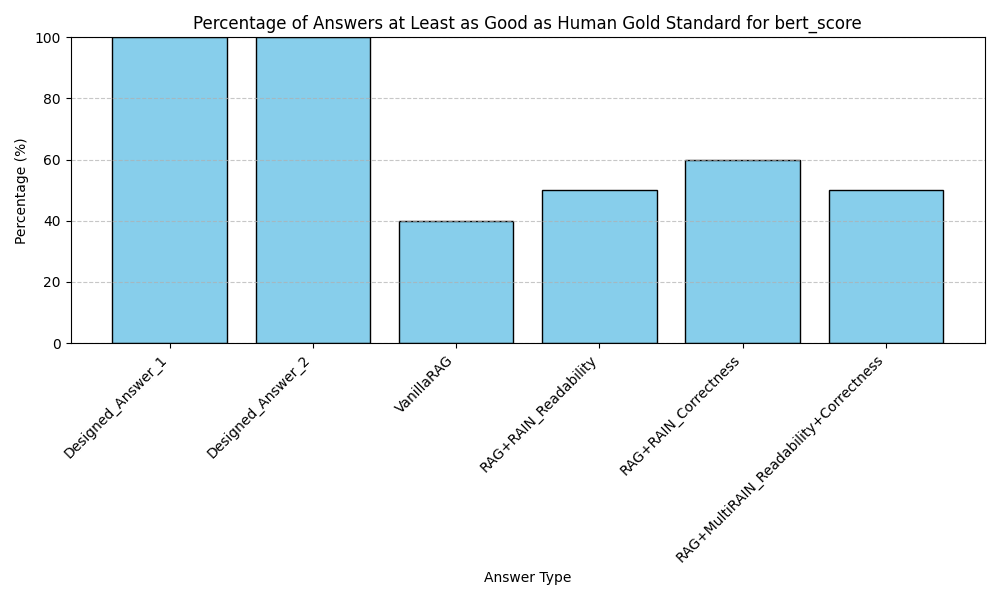 Percentage of Answers at Least as Good as Human Gold Standard for bert_score
Percentage (%)
100
80
60
40
20
0
Designed_Answer_1
Designed_Answer_2
VanillaRAG
RAG+RAIN_Readability
RAG+RAIN_Correctness
RAG+MultiRAIN_Readability+Correctness
Answer Type